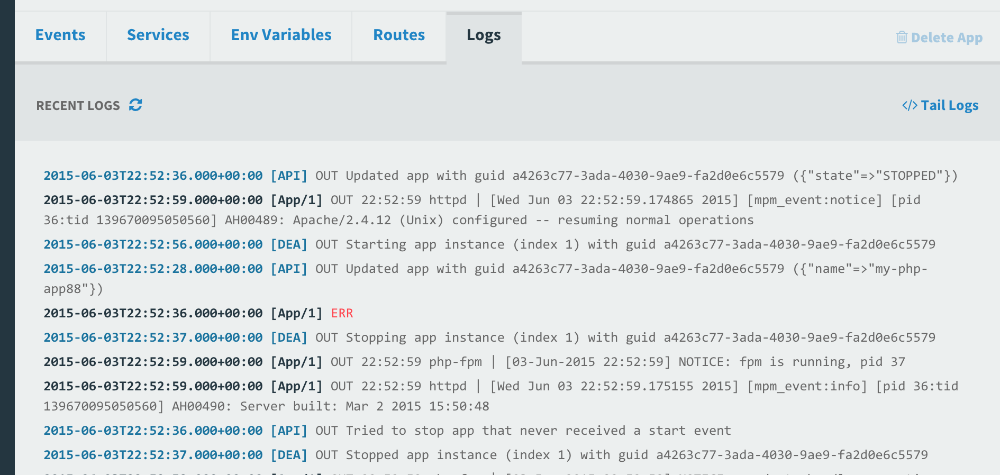 Events Services Env Variables Routes Logs Delete App
RECENT LOGS </> Tail Logs
2015-06-03T22:52:36.000+00:00 [API] OUT Updated app with guid a4263c77-3ada-4030-9ae9-fa2d0e6c5579 ({"state"=>"STOPPED"})
2015-06-03T22:52:59.000+00:00 [App/1] OUT 22:52:59 httpd | [Wed Jun 03 22:52:59.174865 2015] [mpm_event:notice] [pid
36:tid 139670095050560] AH00489: Apache/2.4.12 (Unix) configured -- resuming normal operations
2015-06-03T22:52:56.000+00:00 [DEA] OUT Starting app instance (index 1) with guid a4263c77-3ada-4030-9ae9-fa2d0e6c5579
2015-06-03T22:52:28.000+00:00 [API] OUT Updated app with guid a4263c77-3ada-4030-9ae9-fa2d0e6c5579 ({"name"=>"my-php-
app88"})
2015-06-03T22:52:36.000+00:00 [App/1] ERR
2015-06-03T22:52:37.000+00:00 [DEA] OUT Stopping app instance (index 1) with guid a4263c77-3ada-4030-9ae9-fa2d0e6c5579
2015-06-03T22:52:59.000+00:00 [App/1] OUT 22:52:59 php-fpm | [03-Jun-2015 22:52:59] NOTICE: fpm is running, pid 37
2015-06-03T22:52:59.000+00:00 [App/1] OUT 22:52:59 httpd | [Wed Jun 03 22:52:59.175155 2015] [mpm_event:info] [pid 36:tid
139670095050560] AH00490: Server built: Mar 2 2015 15:50:48
2015-06-03T22:52:36.000+00:00 [API] OUT Tried to stop app that never received a start event
2015-06-03T22:52:37.000+00:00 [DEA] OUT Stopped app instance (index 1) with guid a4263c77-3ada-4030-9ae9-fa2d0e6c5579